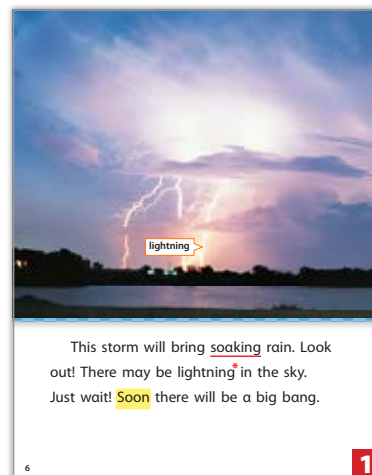 lightning
This storm will bring soaking rain. Look
out! There may be lightning* in the sky.
Just wait! Soon there will be a big bang.
6
1